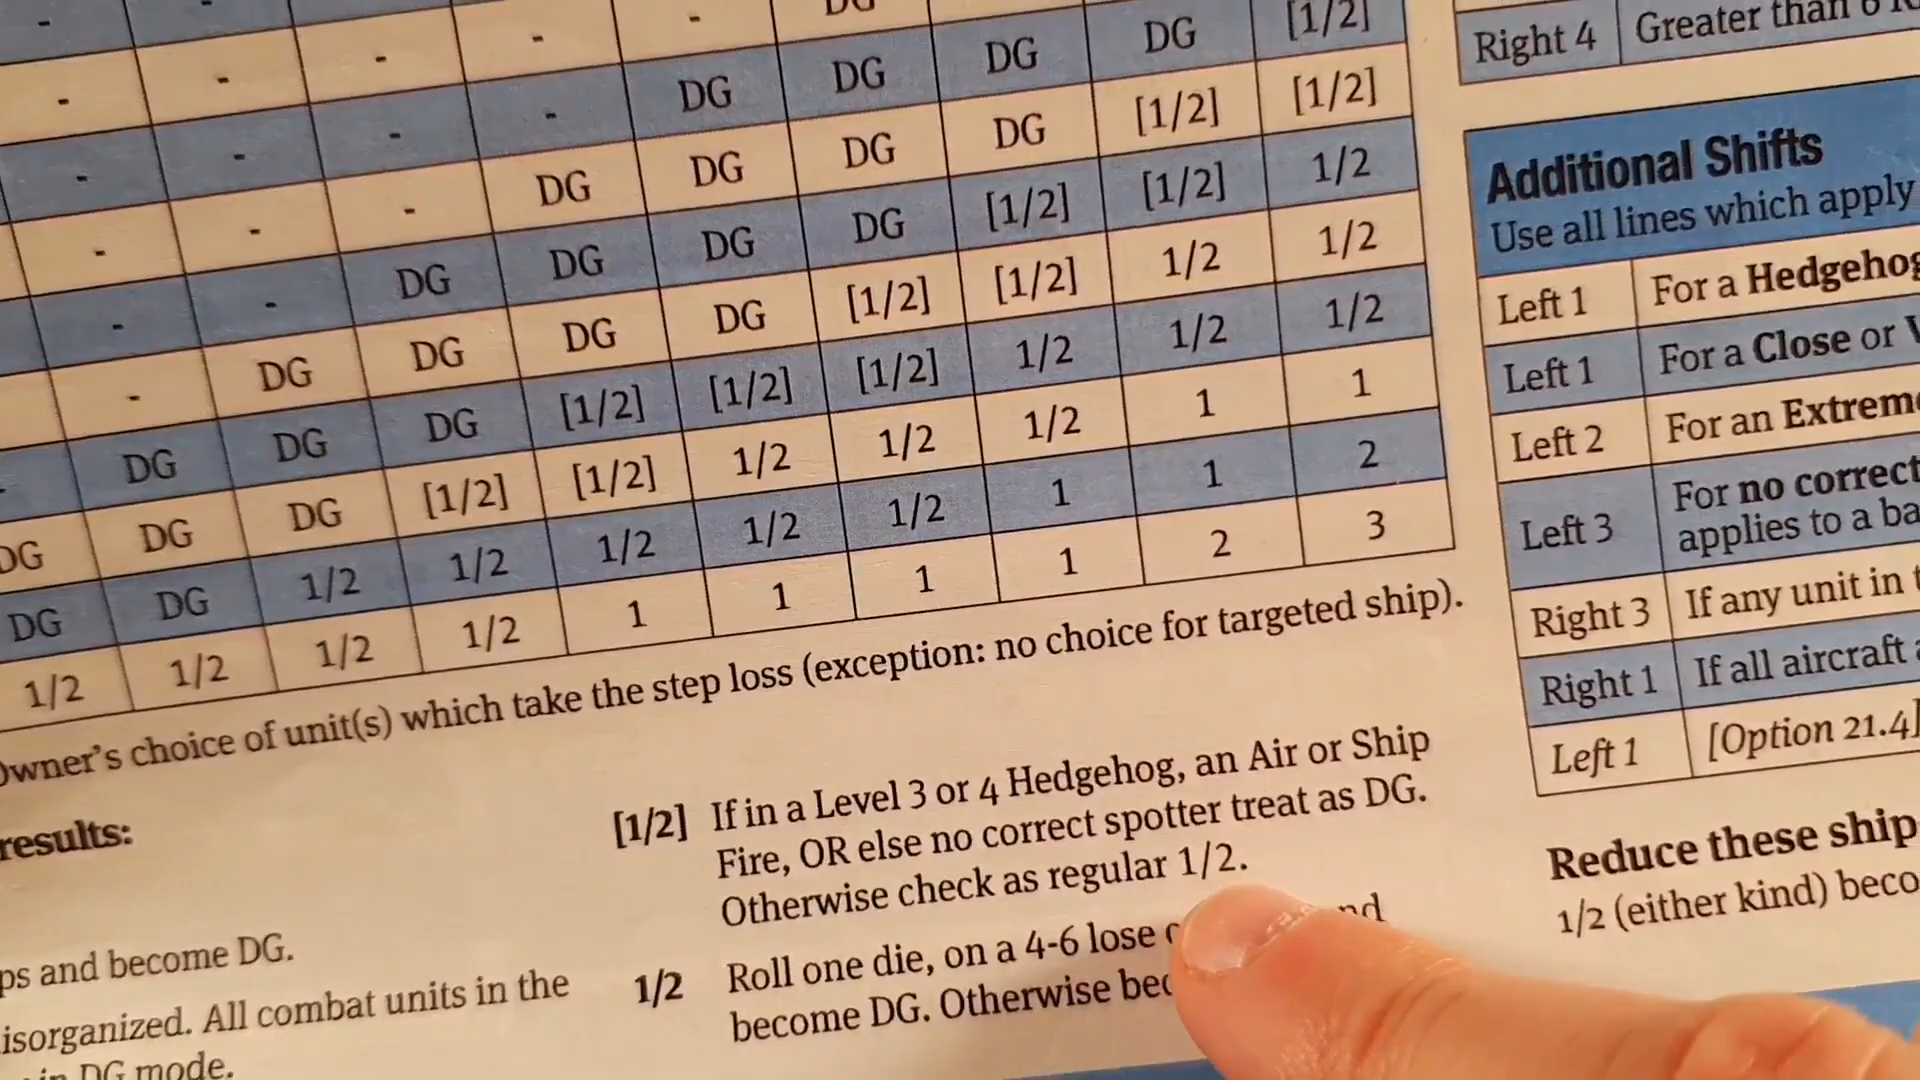 - - - - - DG
- - - - DG DG DG DG [1/2]
- - - - DG DG DG [1/2] [1/2]
- - - DG DG DG [1/2] [1/2] 1/2
- - DG DG DG DG [1/2] 1/2 1/2
- DG DG DG DG [1/2] [1/2] 1/2 1/2
- DG DG DG [1/2] [1/2] [1/2] 1/2 1/2 1/2
DG DG DG [1/2] [1/2] 1/2 1/2 1/2 1 1
DG DG 1/2 1/2 1/2 1/2 1/2 1 1 2
1/2 1/2 1/2 1/2 1 1 1 1 2 3
Owner's choice of unit(s) which take the step loss (exception: no choice for targeted ship).
results:
ps and become DG.
isorganized. All combat units in the
in DG mode.
[1/2] If in a Level 3 or 4 Hedgehog, an Air or Ship
Fire, OR else no correct spotter treat as DG.
Otherwise check as regular 1/2.
1/2 Roll one die, on a 4-6 lose
become DG. Otherwise
Right 4 Greater than
Additional Shifts
Use all lines which apply
Left 1 For a Hedgehog
Left 1 For a Close or
Left 2 For an Extreme
Left 3 For no correct
applies to a
Right 3 If any unit in
Right 1 If all aircraft
Left 1 [Option 21.4]
Reduce these ship
1/2 (either kind)